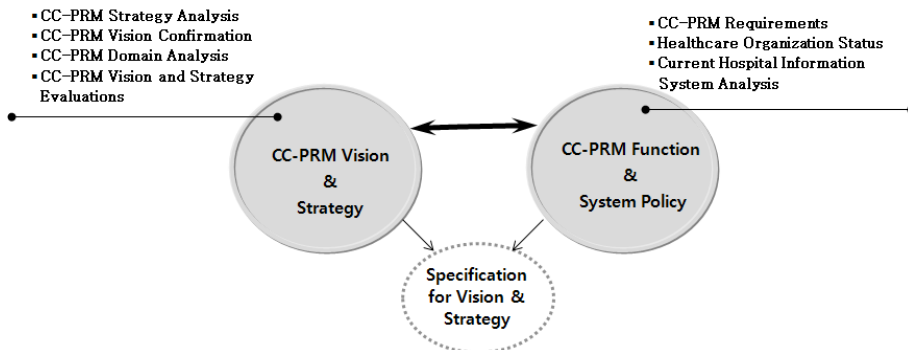 ▪CC-PRM Strategy Analysis
▪CC-PRM Vision Confirmation
▪CC-PRM Domain Analysis
▪CC-PRM Vision and Strategy
Evaluations
▪CC-PRM Requirements
▪Healthcare Organization Status
▪Current Hospital Information
System Analysis
CC-PRM Vision
&
Strategy
CC-PRM Function
&
System Policy
Specification
for Vision &
Strategy